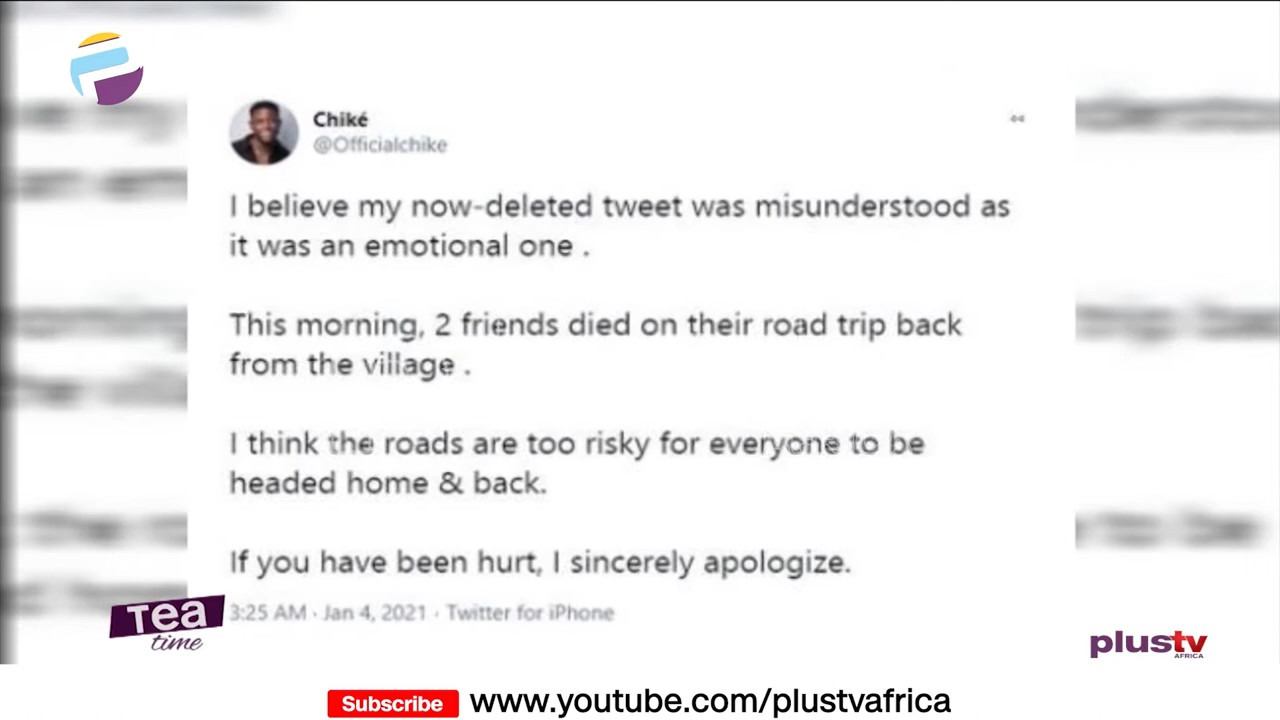 Chiké
@Officialchike
I believe my now-deleted tweet was misunderstood as
it was an emotional one .
This morning, 2 friends died on their road trip back
from the village .
I think the roads are too risky for everyone to be
headed home & back.
If you have been hurt, I sincerely apologize.
3:25 AM · Jan 4, 2021 · Twitter for iPhone
Tea
time
plustv
AFRICA
Subscribe www.youtube.com/plustvafrica